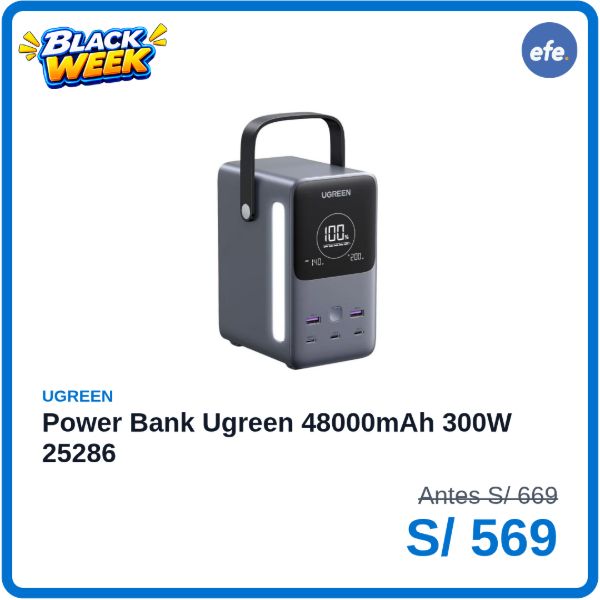 BLACK
WEEK
efe.
UGREEN
100%
140
200
UGREEN
Power Bank Ugreen 48000mAh 300W
25286
Antes S/ 669
S/ 569